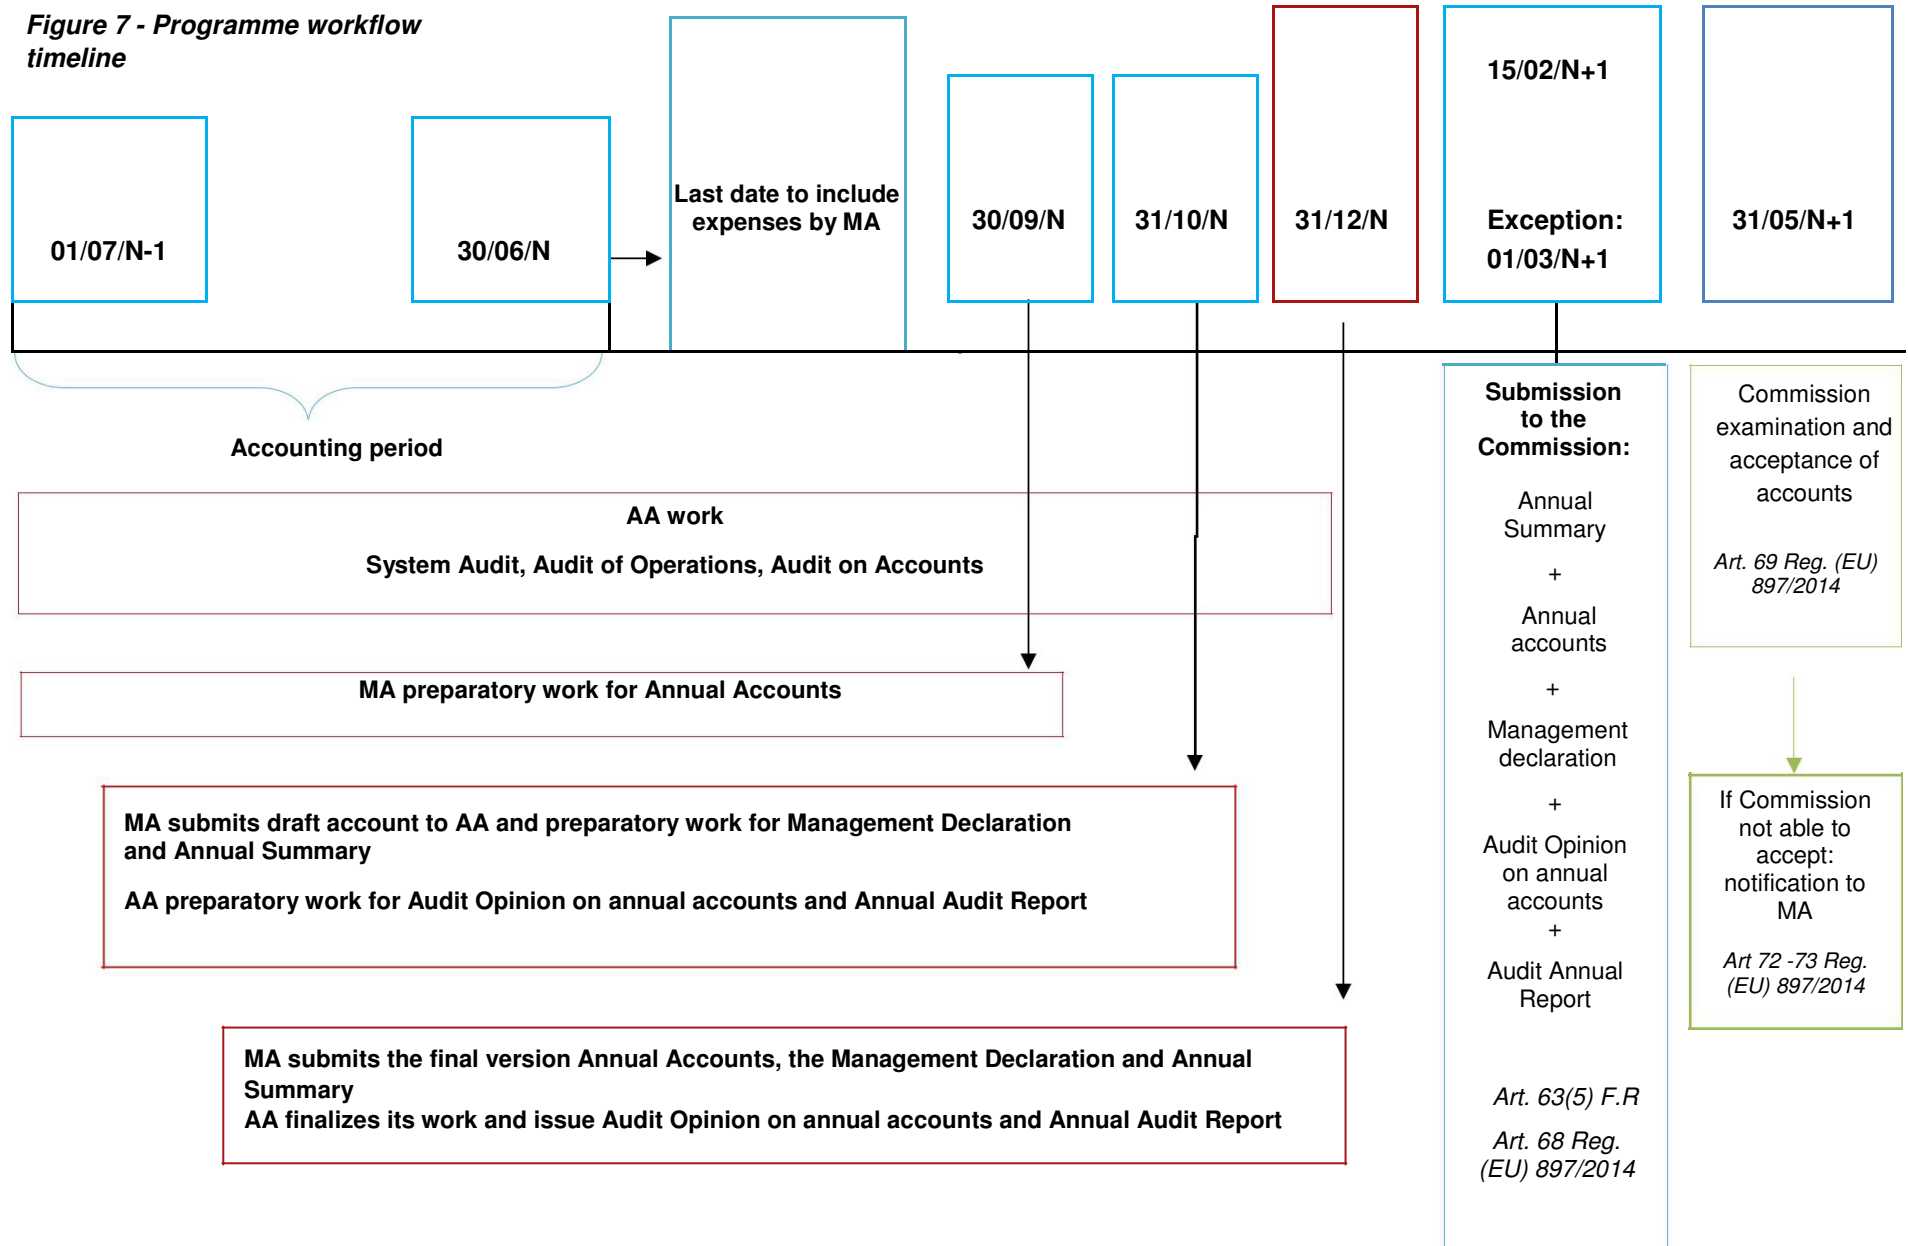 Figure 7 - Programme workflow
timeline
01/07/N-1
30/06/N
Last date to include
expenses by MA
30/09/N
31/10/N
31/12/N
15/02/N+1
Exception:
01/03/N+1
31/05/N+1
Accounting period
AA work
System Audit, Audit of Operations, Audit on Accounts
MA preparatory work for Annual Accounts
MA submits draft account to AA and preparatory work for Management Declaration
and Annual Summary
AA preparatory work for Audit Opinion on annual accounts and Annual Audit Report
MA submits the final version Annual Accounts, the Management Declaration and Annual
Summary
AA finalizes its work and issue Audit Opinion on annual accounts and Annual Audit Report
Submission
to the
Commission:
Annual
Summary
+
Annual
accounts
+
Management
declaration
+
Audit Opinion
on annual
accounts
+
Audit Annual
Report
Art. 63(5) F.R
Art. 68 Reg.
(EU) 897/2014
Commission
examination and
acceptance of
accounts
Art. 69 Reg. (EU)
897/2014
If Commission
not able to
accept:
notification to
MA
Art 72 -73 Reg.
(EU) 897/2014